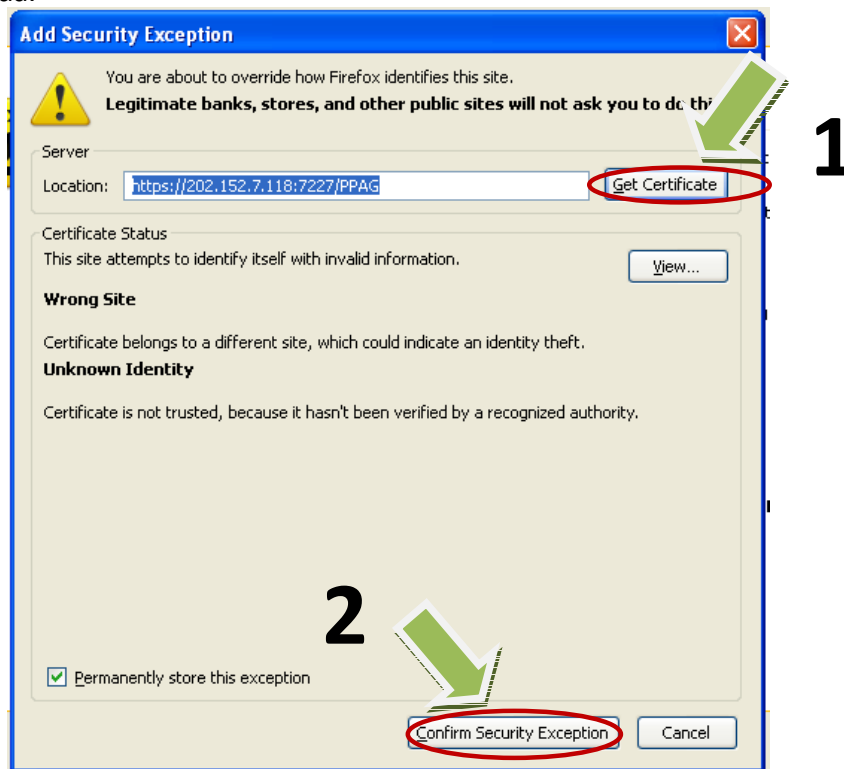 Add Security Exception
You are about to override how Firefox identifies this site.
Legitimate banks, stores, and other public sites will not ask you to do
1
Server
Location: https://202.152.7.118:7227/PPAG Get Certificate
Certificate Status
This site attempts to identify itself with invalid information.
View...
Wrong Site
Certificate belongs to a different site, which could indicate an identity theft.
Unknown Identity
Certificate is not trusted, because it hasn't been verified by a recognized authority.
2
Permanently store this exception
Confirm Security Exception Cancel